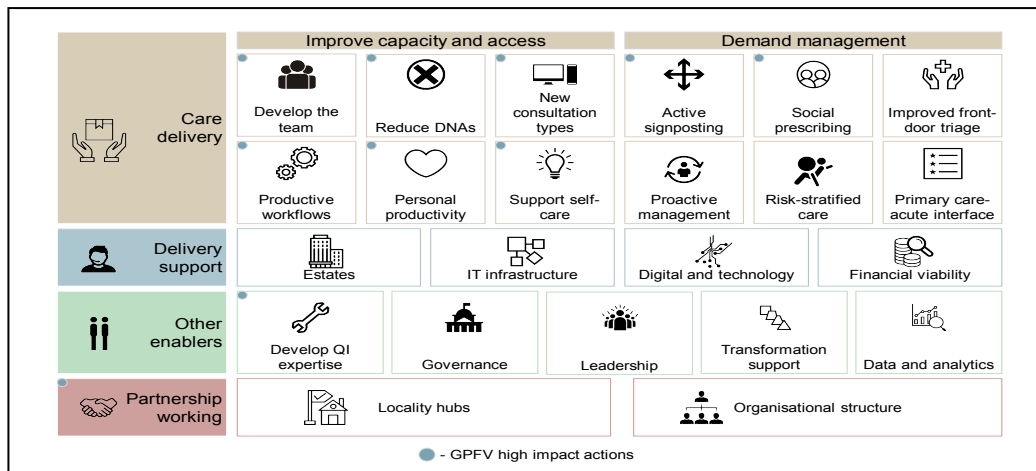 Improve capacity and access
Demand management
Care
delivery
Develop the
team
Reduce DNAs
New
consultation
types
Active
signposting
Social
prescribing
Improved front-
door triage
Productive
workflows
Personal
productivity
Support self-
care
Proactive
management
Risk-stratified
care
Primary care-
acute interface
Delivery
support
Estates
IT infrastructure
Digital and technology
Financial viability
Other
enablers
Develop QI
expertise
Governance
Leadership
Transformation
support
Data and analytics
Partnership
working
Locality hubs
Organisational structure
- GPFV high impact actions